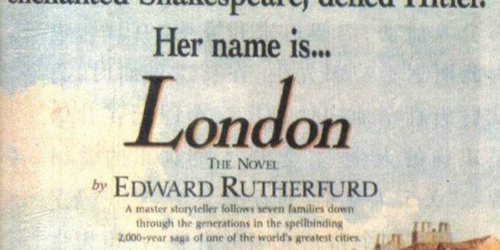 enchanted Shakespeare, defied Hitler.
Her name is...
London
THE NOVEL
by EDWARD RUTHERFURD
A master storyteller follows seven families down
through the generations in the spellbinding
2,000-year saga of one of the world's greatest cities.